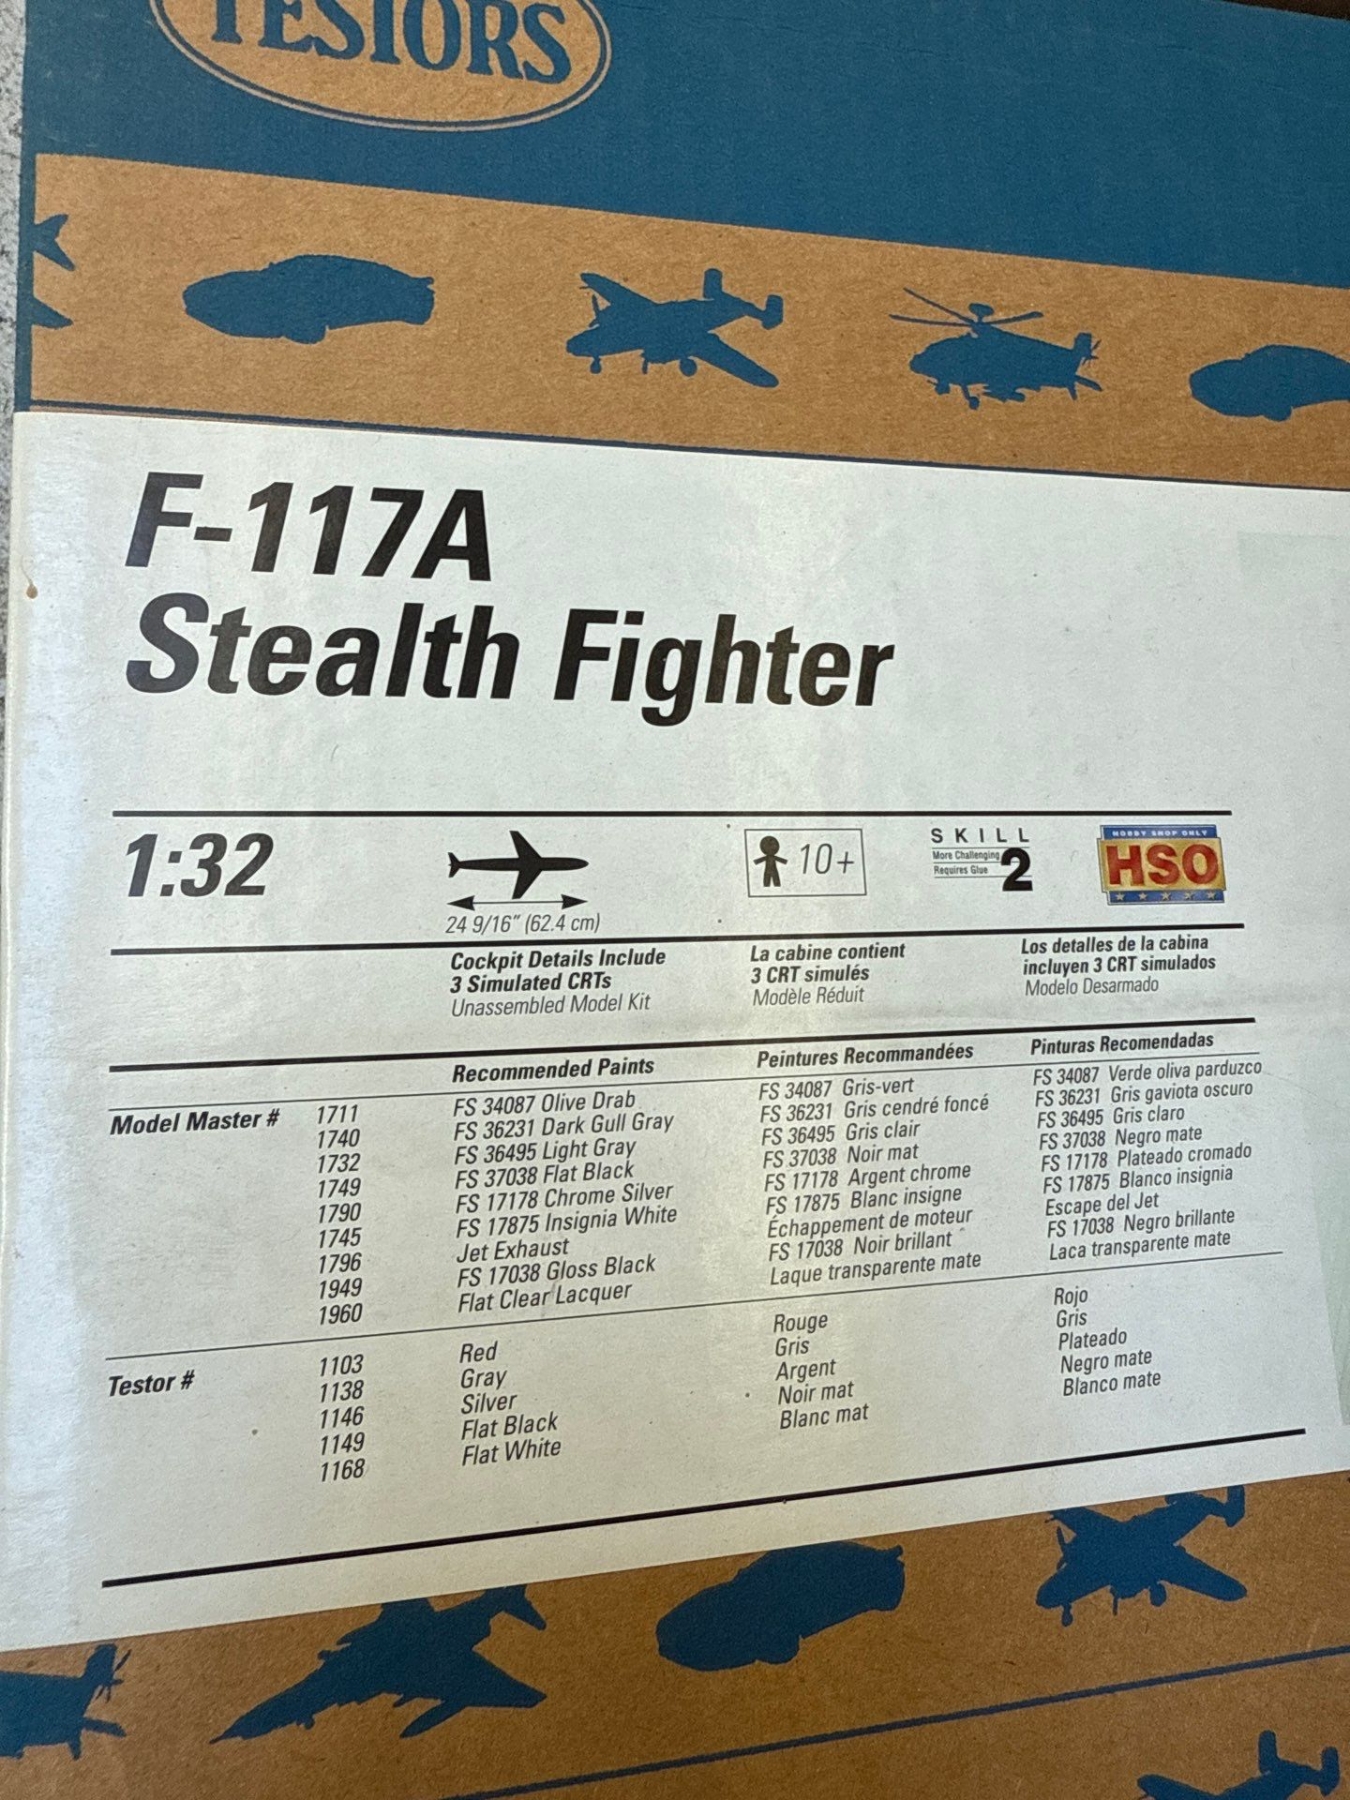 TESTORS
F-117A
Stealth Fighter
1:32
24 9/16" (62.4 cm)
10+
SKILL
More Challenging
Requires Glue
2
HOBBY SHOP ONLY
HSO
Cockpit Details Include
3 Simulated CRTs
Unassembled Model Kit
La cabine contient
3 CRT simulés
Modèle Réduit
Los detalles de la cabina
incluyen 3 CRT simulados
Modelo Desarmado
Recommended Paints Peintures Recommandées Pinturas Recomendadas
Model Master # 1711 FS 34087 Olive Drab FS 34087 Gris-vert FS 34087 Verde oliva parduzco
1740 FS 36231 Dark Gull Gray FS 36231 Gris cendré foncé FS 36231 Gris gaviota oscuro
1732 FS 36495 Light Gray FS 36495 Gris clair FS 36495 Gris claro
1749 FS 37038 Flat Black FS 37038 Noir mat FS 37038 Negro mate
1790 FS 17178 Chrome Silver FS 17178 Argent chrome FS 17178 Plateado cromado
1745 FS 17875 Insignia White FS 17875 Blanc insigne FS 17875 Blanco insignia
1796 Jet Exhaust Échappement de moteur Escape del Jet
1949 FS 17038 Gloss Black FS 17038 Noir brillant FS 17038 Negro brillante
1960 Flat Clear Lacquer Laque transparente mate Laca transparente mate
Testor # 1103 Red Rouge Rojo
1138 Gray Gris Gris
1146 Silver Argent Plateado
1149 Flat Black Noir mat Negro mate
1168 Flat White Blanc mat Blanco mate